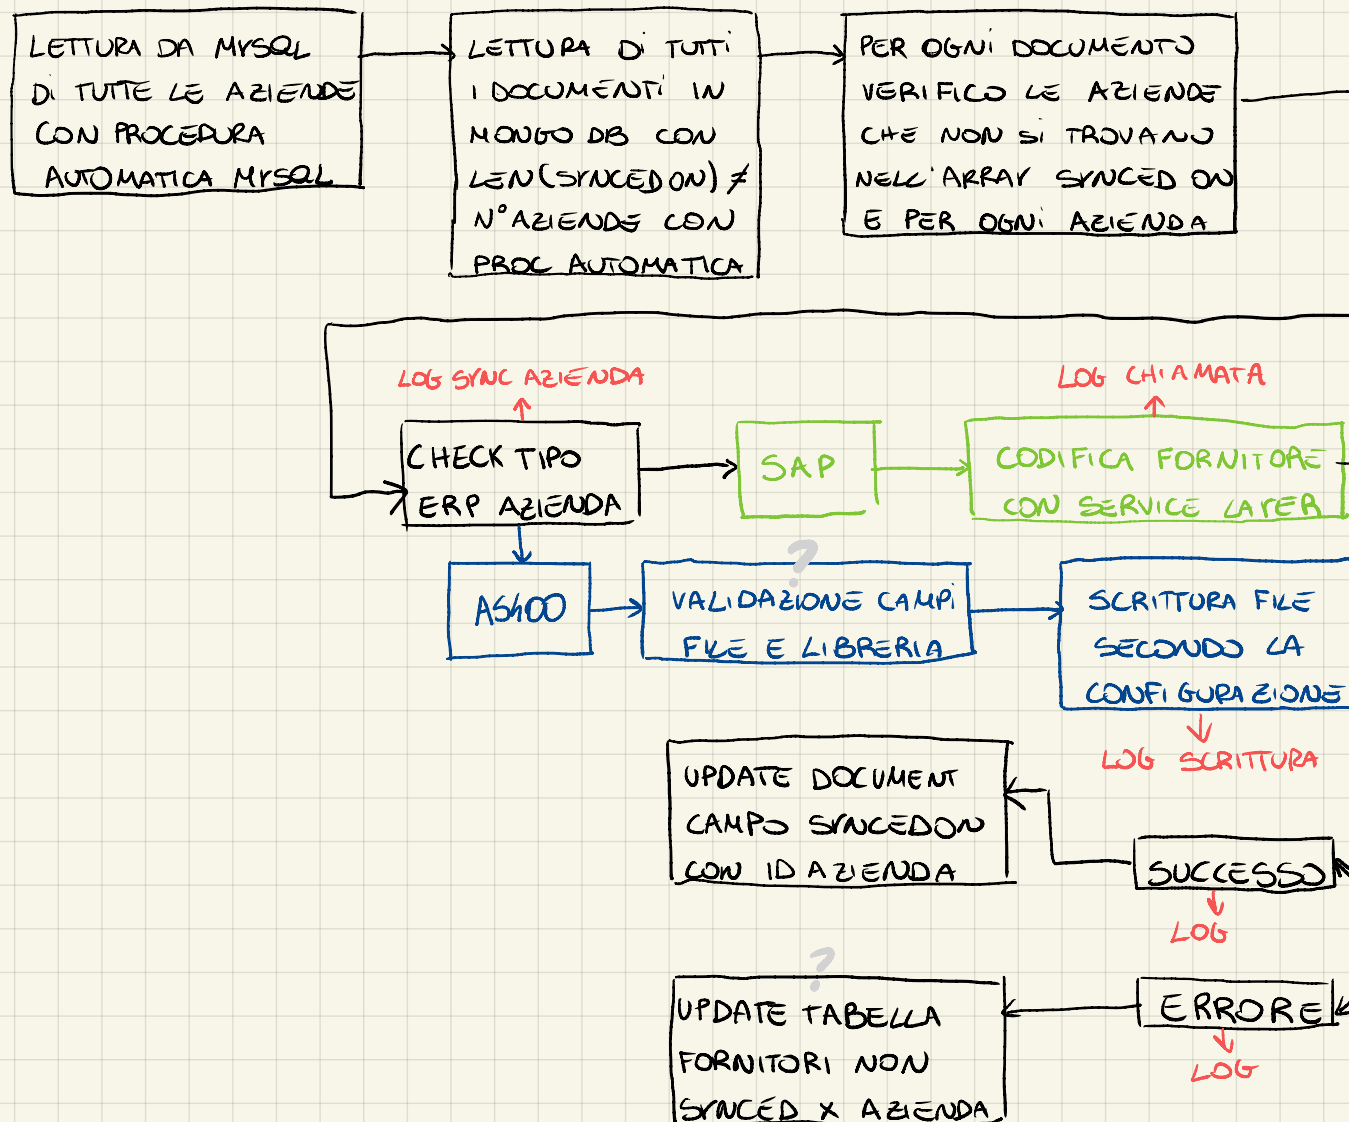 LETTURA DA MYSQL
DI TUTTE LE AZIENDE
CON PROCEDURA
AUTOMATICA MYSQL
LETTURA DI TUTTI
I DOCUMENTI IN
MONGO DB CON
LEN(SYNCEDON) ≠
N° AZIENDE CON
PROC AUTOMATICA
PER OGNI DOCUMENTO
VERIFICO LE AZIENDE
CHE NON SI TROVANO
NELL'ARRAY SYNCED ON
E PER OGNI AZIENDA
LOG SYNC AZIENDA
LOG CHIAMATA
CHECK TIPO
ERP AZIENDA
SAP
CODIFICA FORNITORE
CON SERVICE LAYER
?
AS400
VALIDAZIONE CAMPI
FILE E LIBRERIA
SCRITTURA FILE
SECONDO LA
CONFIGURAZIONE
LOG SCRITTURA
UPDATE DOCUMENT
CAMPO SYNCEDON
CON ID AZIENDA
SUCCESSO
LOG
?
UPDATE TABELLA
FORNITORI NON
SYNCED X AZIENDA
ERRORE
LOG